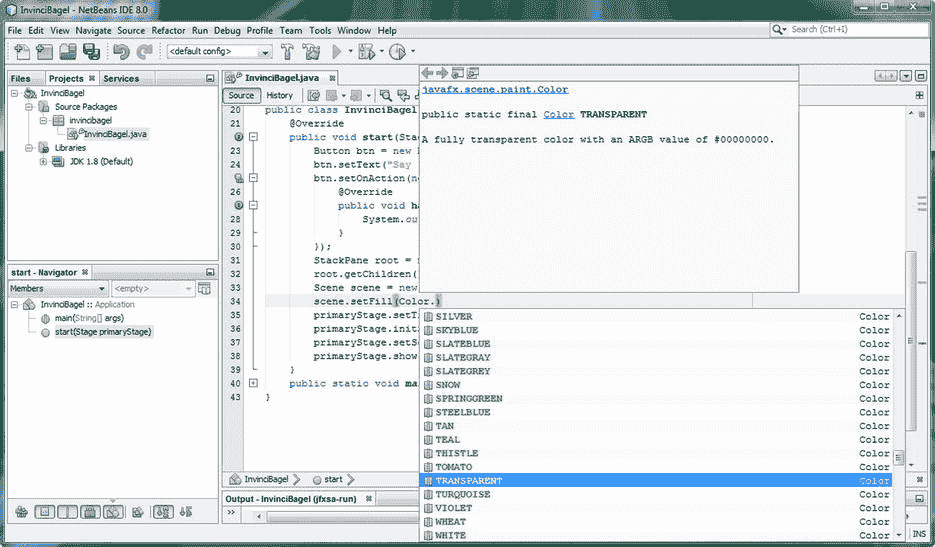 InvinciBagel - NetBeans IDE 8.0
File Edit View Navigate Source Refactor Run Debug Profile Team Tools Window Help
Search (Ctrl+I)
<default config>
Files Projects Services
InvinciBagel
Source Packages
invincibagel
InvinciBagel.java
Libraries
JDK 1.8 (Default)
start - Navigator
Members <empty>
InvinciBagel :: Application
main(String[] args)
start(Stage primaryStage)
InvinciBagel.java
Source History
20 public class InvinciBagel
21 @Override
public void start(Sta
23 Button btn = new
24 btn.setText("Say
btn.setOnAction(n
26 @Override
public void ha
28 System.ou
29 }
30 });
31 StackPane root =
32 root.getChildren(
33 Scene scene = new
34 scene.setFill(Color.)
35 primaryStage.setT
36 primaryStage.init
37 primaryStage.setS
38 primaryStage.show
39 }
40 public static void ma
43 }
javafx.scene.paint.Color
public static final Color TRANSPARENT
A fully transparent color with an ARGB value of #00000000.
SILVER Color
SKYBLUE Color
SLATEBLUE Color
SLATEGRAY Color
SLATEGREY Color
SNOW Color
SPRINGGREEN Color
STEELBLUE Color
TAN Color
TEAL Color
THISTLE Color
TOMATO Color
TRANSPARENT Color
TURQUOISE Color
VIOLET Color
WHEAT Color
WHITE Color
InvinciBagel start
Output - InvinciBagel (jfxsa-run)
INS